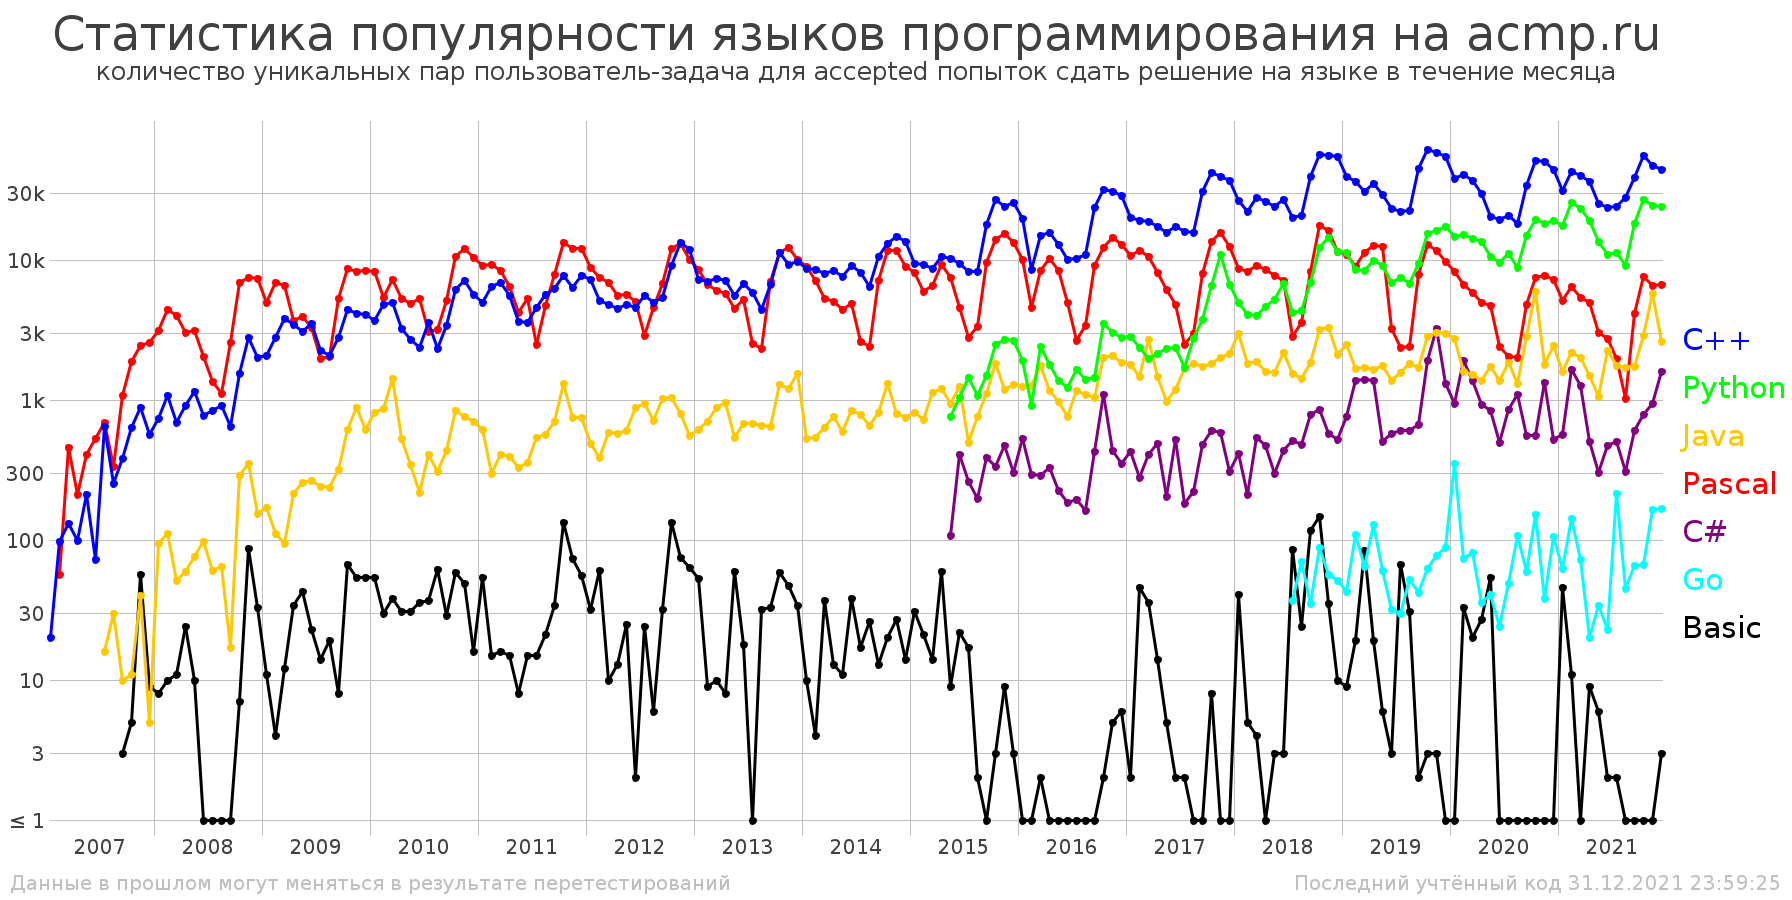 Статистика популярности языков программирования на acmp.ru
количество уникальных пар пользователь-задача для accepted попыток сдать решение на языке в течение месяца
30k
10k
3k
1k
300
100
30
10
3
≤ 1
C++
Python
Java
Pascal
C#
Go
Basic
2007 2008 2009 2010 2011 2012 2013 2014 2015 2016 2017 2018 2019 2020 2021
Данные в прошлом могут меняться в результате перетестирований
Последний учтённый код 31.12.2021 23:59:25